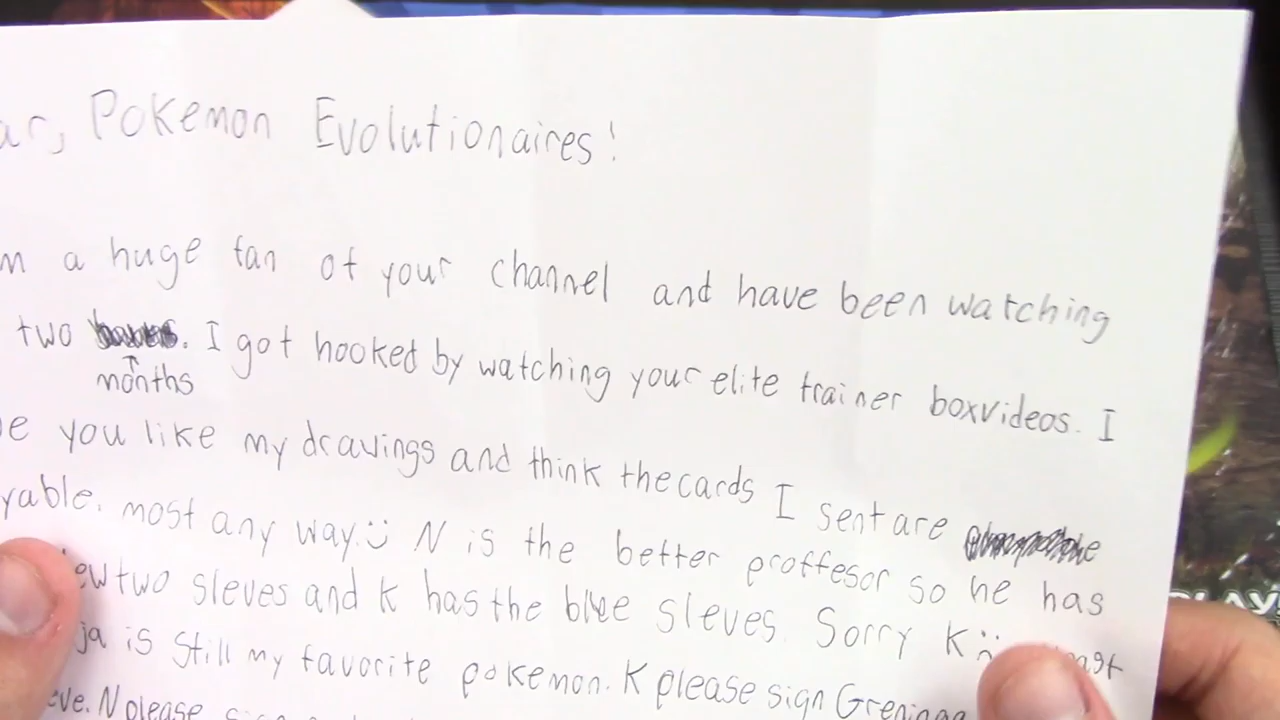 ar, Pokemon Evolutionaires!
m a huge fan of your channel and have been watching
two . I got hooked by watching your elite trainer boxvideos. I
months
e you like my drawings and think the cards I sent are
yable. most any way. N is the better proffesor so he has
ewtwo sleves and K has the blue sleves. Sorry K
ja is still my favorite pokemon. K please sign Greninja
eve. N please
PLAY